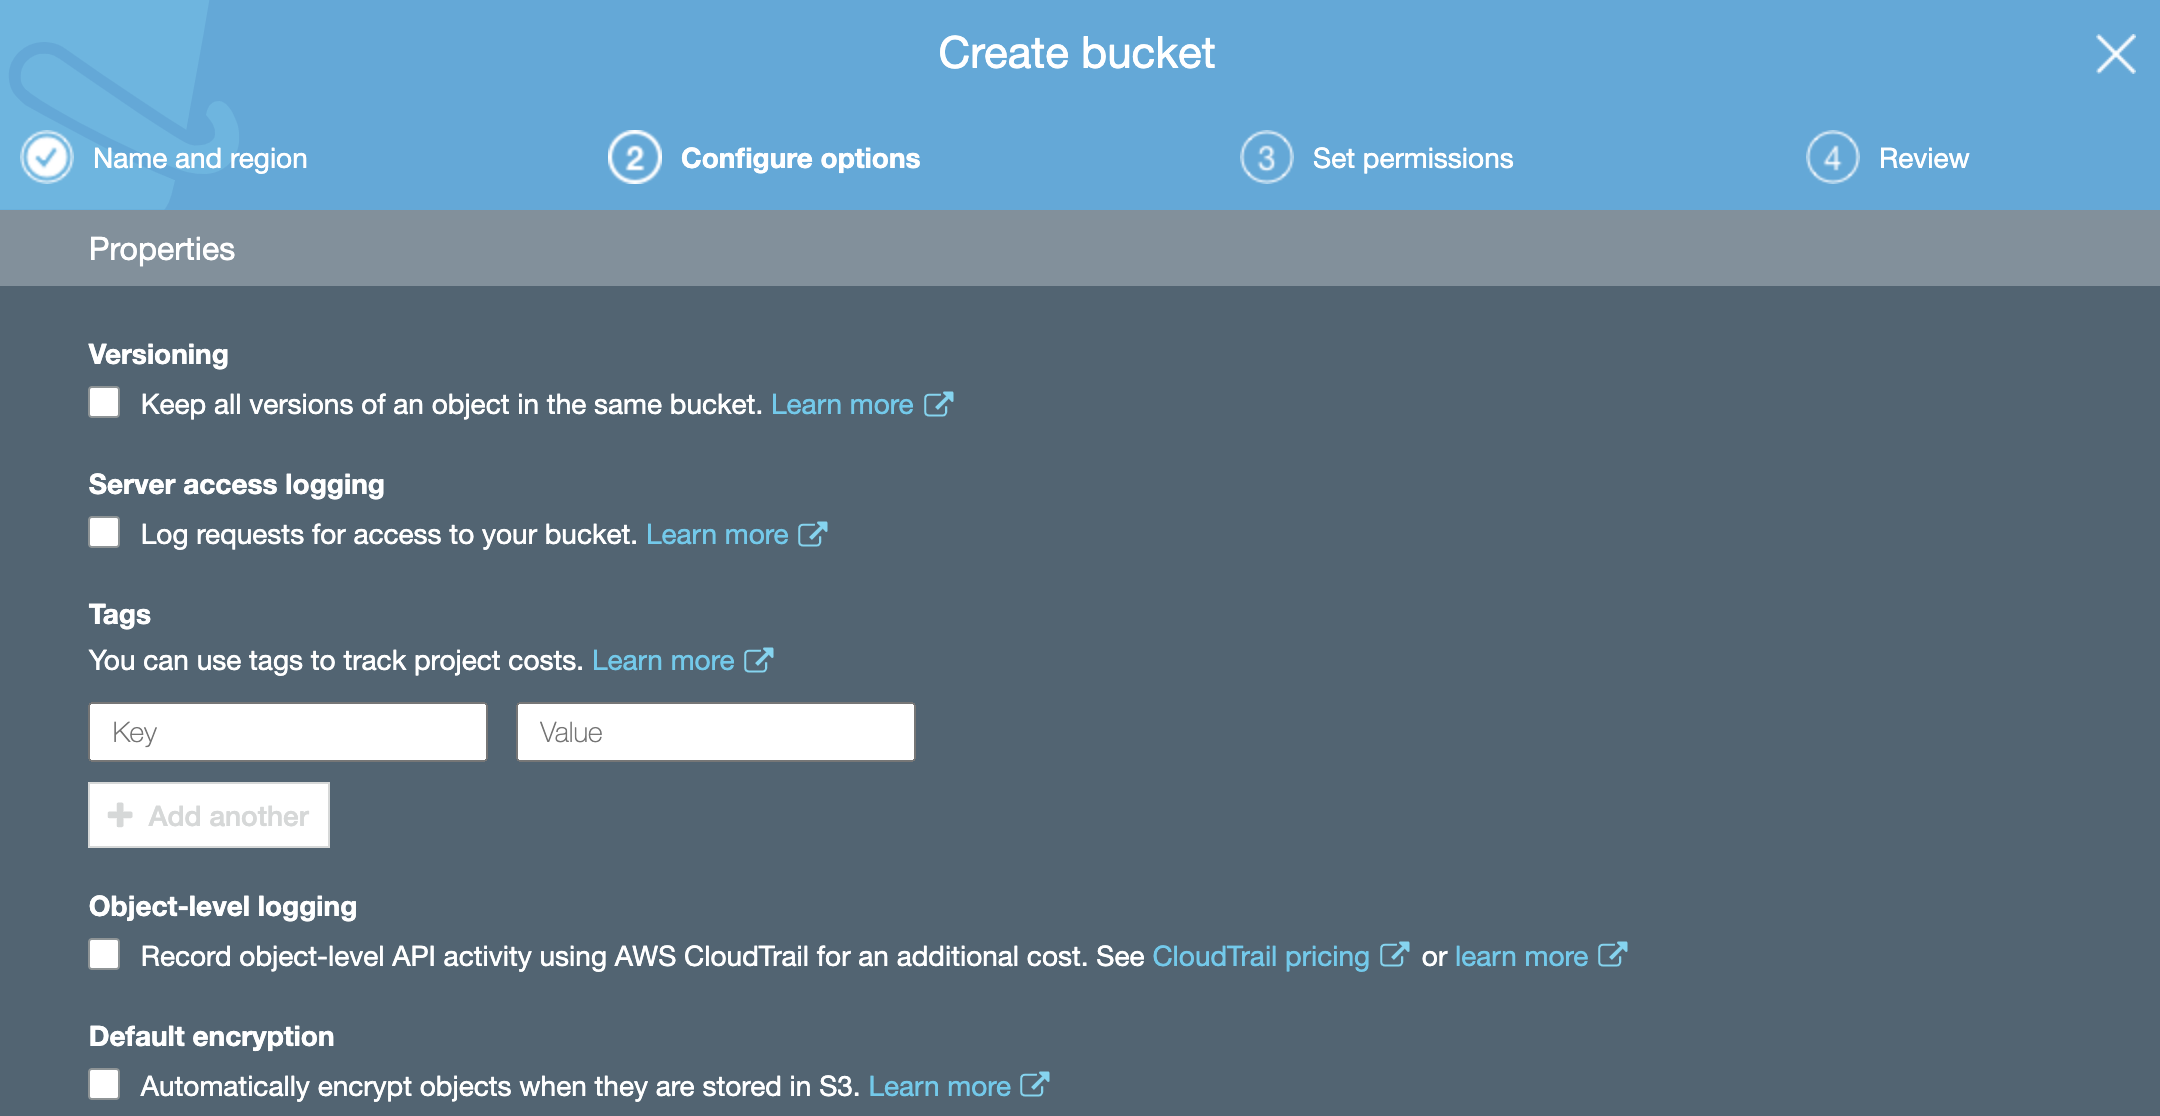 Create bucket
Name and region
2 Configure options
3 Set permissions
4 Review
Properties
Versioning
Keep all versions of an object in the same bucket. Learn more
Server access logging
Log requests for access to your bucket. Learn more
Tags
You can use tags to track project costs. Learn more
Key Value
Add another
Object-level logging
Record object-level API activity using AWS CloudTrail for an additional cost. See CloudTrail pricing or learn more
Default encryption
Automatically encrypt objects when they are stored in S3. Learn more